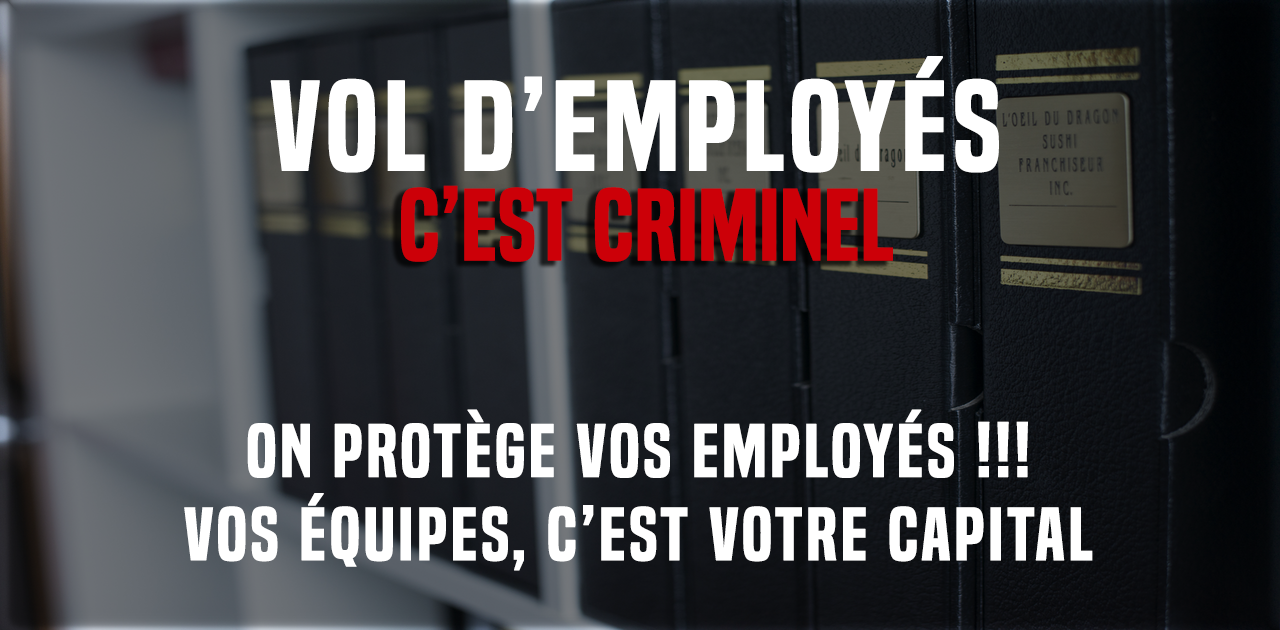 VOL D'EMPLOYÉS
C'EST CRIMINEL
L'OEIL DU DRAGON
SUSHI
FRANCHISEUR
INC.
ON PROTÈGE VOS EMPLOYÉS !!!
VOS ÉQUIPES, C'EST VOTRE CAPITAL